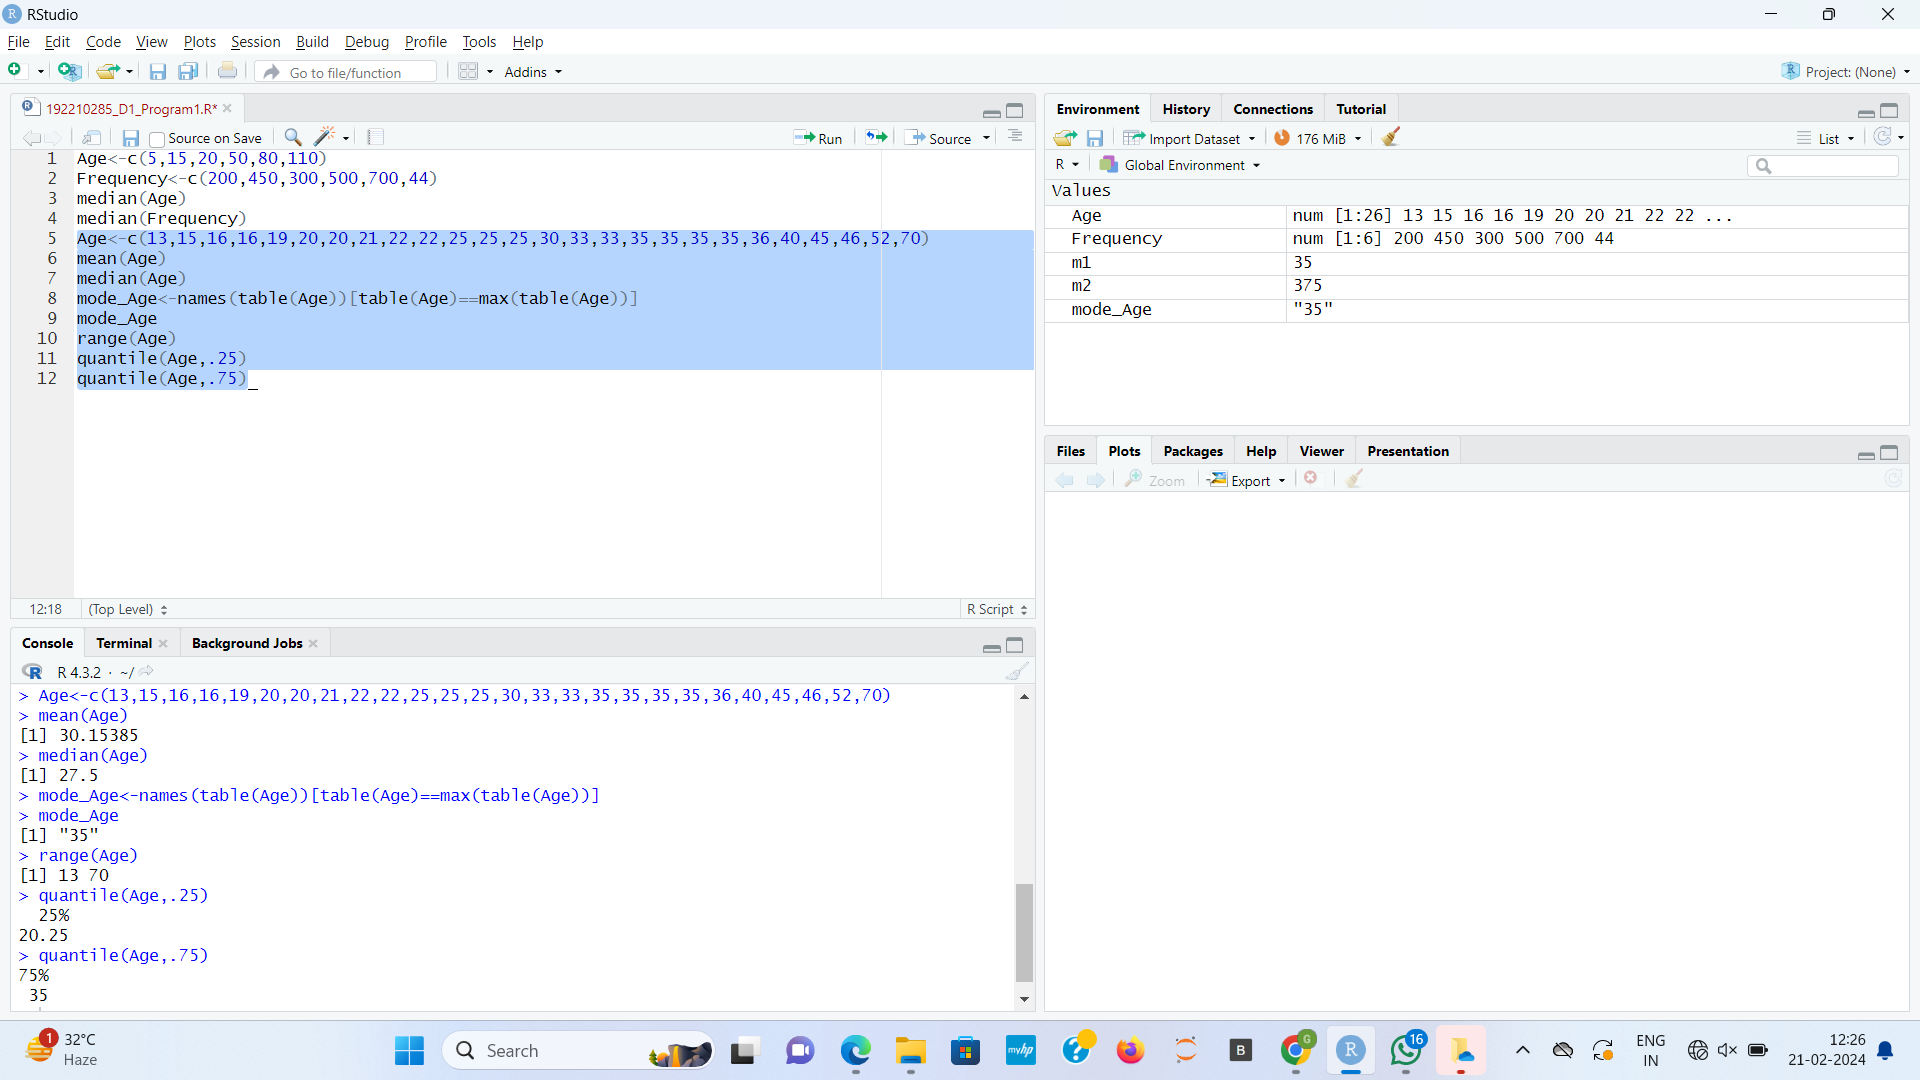 RStudio
File Edit Code View Plots Session Build Debug Profile Tools Help
Go to file/function Addins Project: (None)
192210285_D1_Program1.R*
Source on Save Run Source
1 Age<-c(5,15,20,50,80,110)
2 Frequency<-c(200,450,300,500,700,44)
3 median(Age)
4 median(Frequency)
5 Age<-c(13,15,16,16,19,20,20,21,22,22,25,25,25,30,33,33,35,35,35,35,36,40,45,46,52,70)
6 mean(Age)
7 median(Age)
8 mode_Age<-names(table(Age))[table(Age)==max(table(Age))]
9 mode_Age
10 range(Age)
11 quantile(Age,.25)
12 quantile(Age,.75)
12:18 (Top Level) R Script
Console Terminal Background Jobs
R 4.3.2 · ~/
> Age<-c(13,15,16,16,19,20,20,21,22,22,25,25,25,30,33,33,35,35,35,35,36,40,45,46,52,70)
> mean(Age)
[1] 30.15385
> median(Age)
[1] 27.5
> mode_Age<-names(table(Age))[table(Age)==max(table(Age))]
> mode_Age
[1] "35"
> range(Age)
[1] 13 70
> quantile(Age,.25)
25%
20.25
> quantile(Age,.75)
75%
35
Environment History Connections Tutorial
Import Dataset 176 MiB List
R Global Environment
Values
Age num [1:26] 13 15 16 16 19 20 20 21 22 22 ...
Frequency num [1:6] 200 450 300 500 700 44
m1 35
m2 375
mode_Age "35"
Files Plots Packages Help Viewer Presentation
Zoom Export
1 32°C
Haze
Search
myhp
B
G
R
16
ENG
IN
12:26
21-02-2024